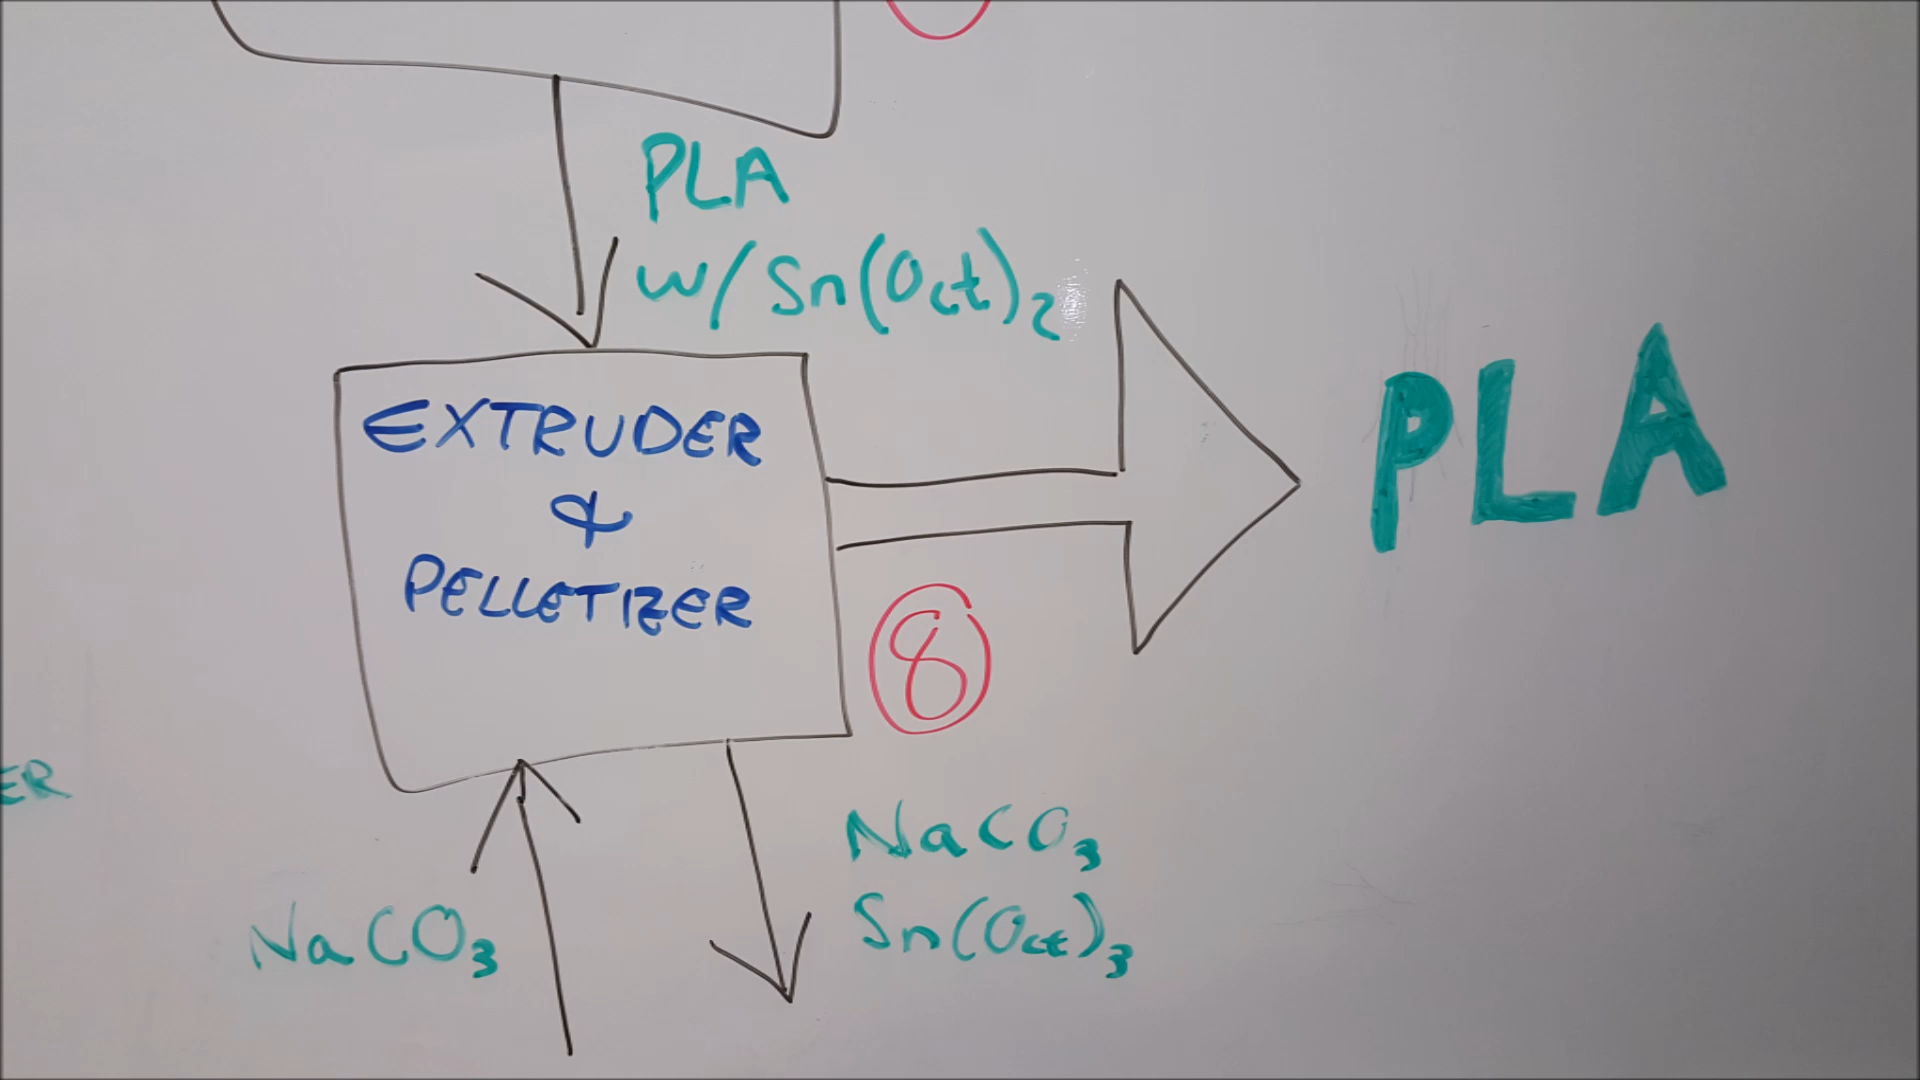 PLA
w/Sn(Oct)₂
EXTRUDER
&
PELLETIZER
PLA
8
ER
NaCO₃
NaCO₃
Sn(Oct)₃